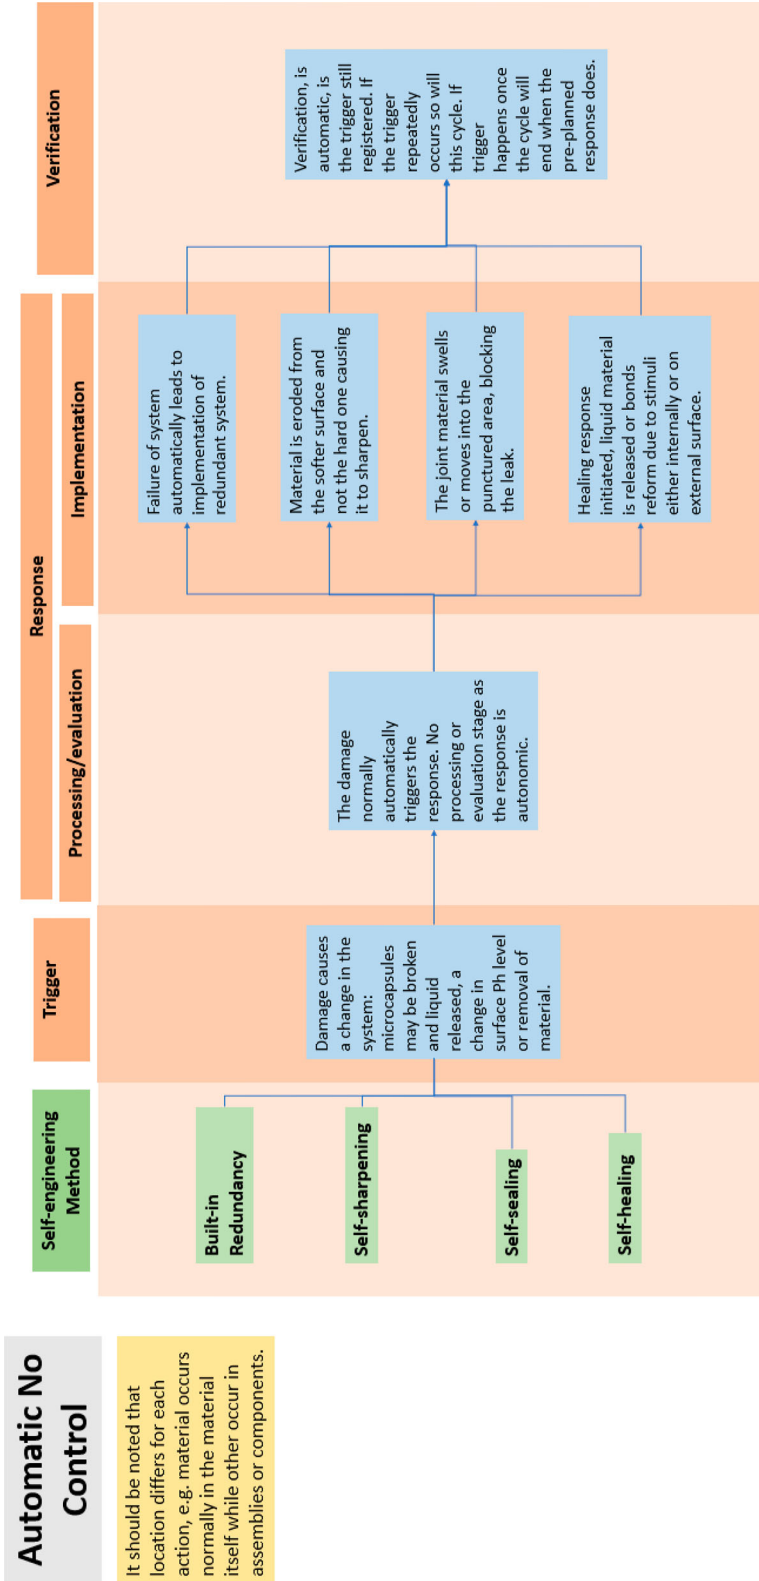 Automatic No
Control
It should be noted that
location differs for each
action, e.g. material occurs
normally in the material
itself while other occur in
assemblies or components.
Self-engineering
Method
Trigger
Response
Processing/evaluation
Implementation
Verification
Built-in
Redundancy
Self-sharpening
Self-sealing
Self-healing
Damage causes
a change in the
system:
microcapsules
may be broken
and liquid
released, a
change in
surface Ph level
or removal of
material.
The damage
normally
automatically
triggers the
response. No
processing or
evaluation stage as
the response is
autonomic.
Failure of system
automatically leads to
implementation of
redundant system.
Material is eroded from
the softer surface and
not the hard one causing
it to sharpen.
The joint material swells
or moves into the
punctured area, blocking
the leak.
Healing response
initiated, liquid material
is released or bonds
reform due to stimuli
either internally or on
external surface.
Verification, is
automatic, is
the trigger still
registered. If
the trigger
repeatedly
occurs so will
this cycle. If
trigger
happens once
the cycle will
end when the
pre-planned
response does.